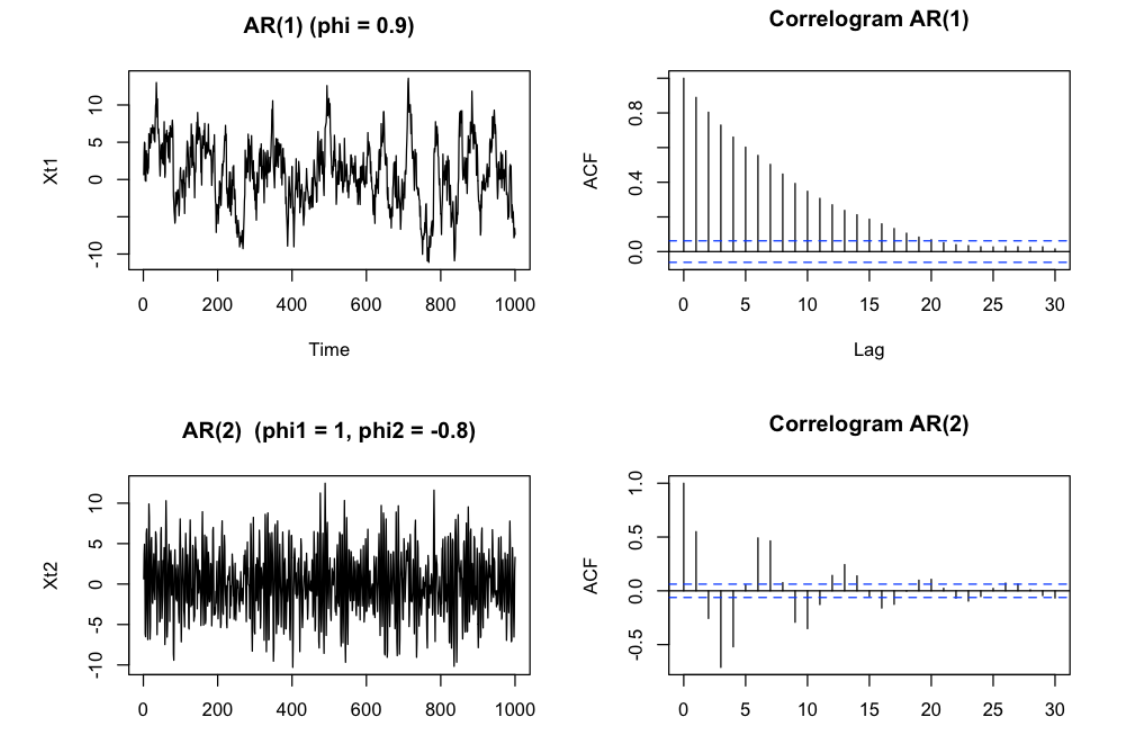 AR(1) (phi = 0.9)
Xt1
10
5
0
-10
0 200 400 600 800 1000
Time
Correlogram AR(1)
ACF
0.8
0.4
0.0
0 5 10 15 20 25 30
Lag
AR(2) (phi1 = 1, phi2 = -0.8)
Xt2
10
5
0
-5
-10
0 200 400 600 800 1000
Correlogram AR(2)
ACF
1.0
0.5
0.0
-0.5
0 5 10 15 20 25 30